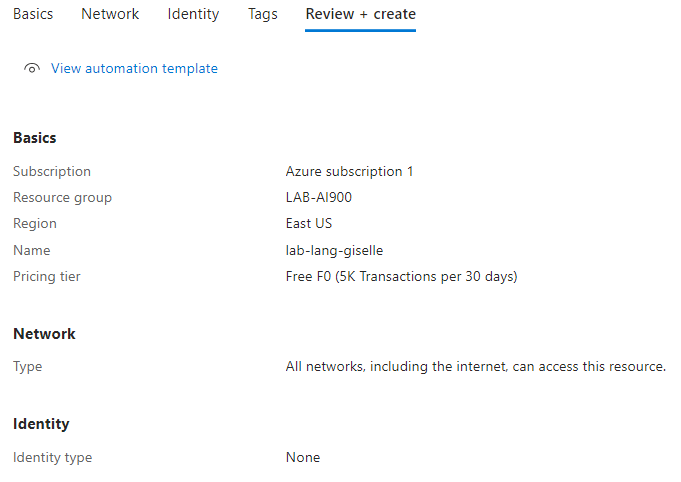 Basics Network Identity Tags Review + create
View automation template
Basics
Subscription Azure subscription 1
Resource group LAB-AI900
Region East US
Name lab-lang-giselle
Pricing tier Free F0 (5K Transactions per 30 days)
Network
Type All networks, including the internet, can access this resource.
Identity
Identity type None